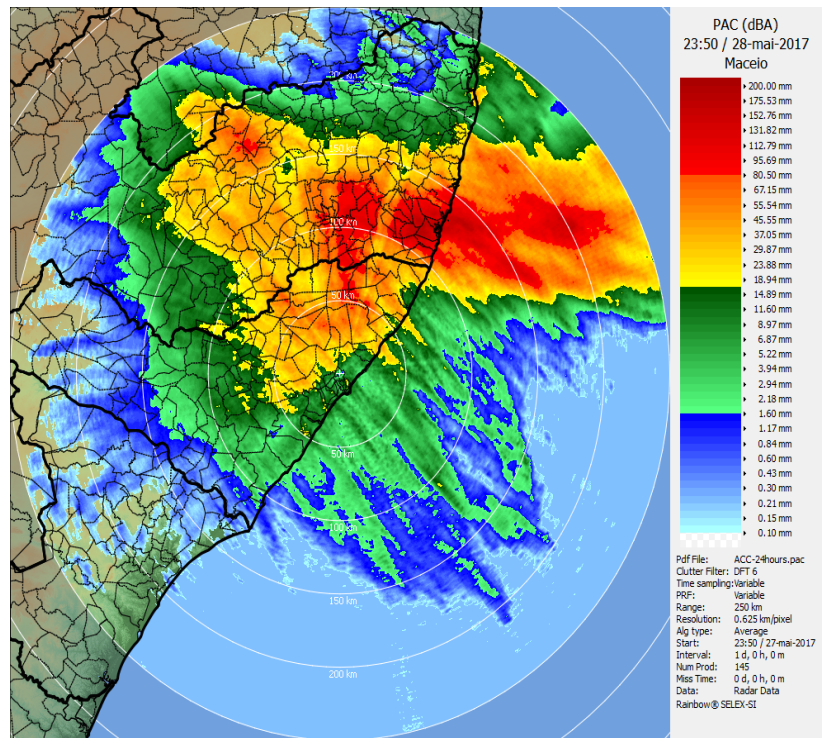 PAC (dBA)
23:50 / 28-mai-2017
Maceio
200.00 mm
175.53 mm
152.76 mm
131.82 mm
112.79 mm
95.69 mm
80.50 mm
67.15 mm
55.54 mm
45.55 mm
37.05 mm
29.87 mm
23.88 mm
18.94 mm
14.89 mm
11.60 mm
8.97 mm
6.87 mm
5.22 mm
3.94 mm
2.94 mm
2.18 mm
1.60 mm
1.17 mm
0.84 mm
0.60 mm
0.43 mm
0.30 mm
0.21 mm
0.15 mm
0.10 mm
Pdf File: ACC-24hours.pac
Clutter Filter: DFT 6
Time sampling: Variable
PRF: Variable
Range: 250 km
Resolution: 0.625 km/pixel
Alg type: Average
Start: 23:50 / 27-mai-2017
Interval: 1 d, 0 h, 0 m
Num Prod: 145
Miss Time: 0 d, 0 h, 0 m
Data: Radar Data
Rainbow® SELEX-SI
100 km
50 km
50 km
100 km
150 km
200 km